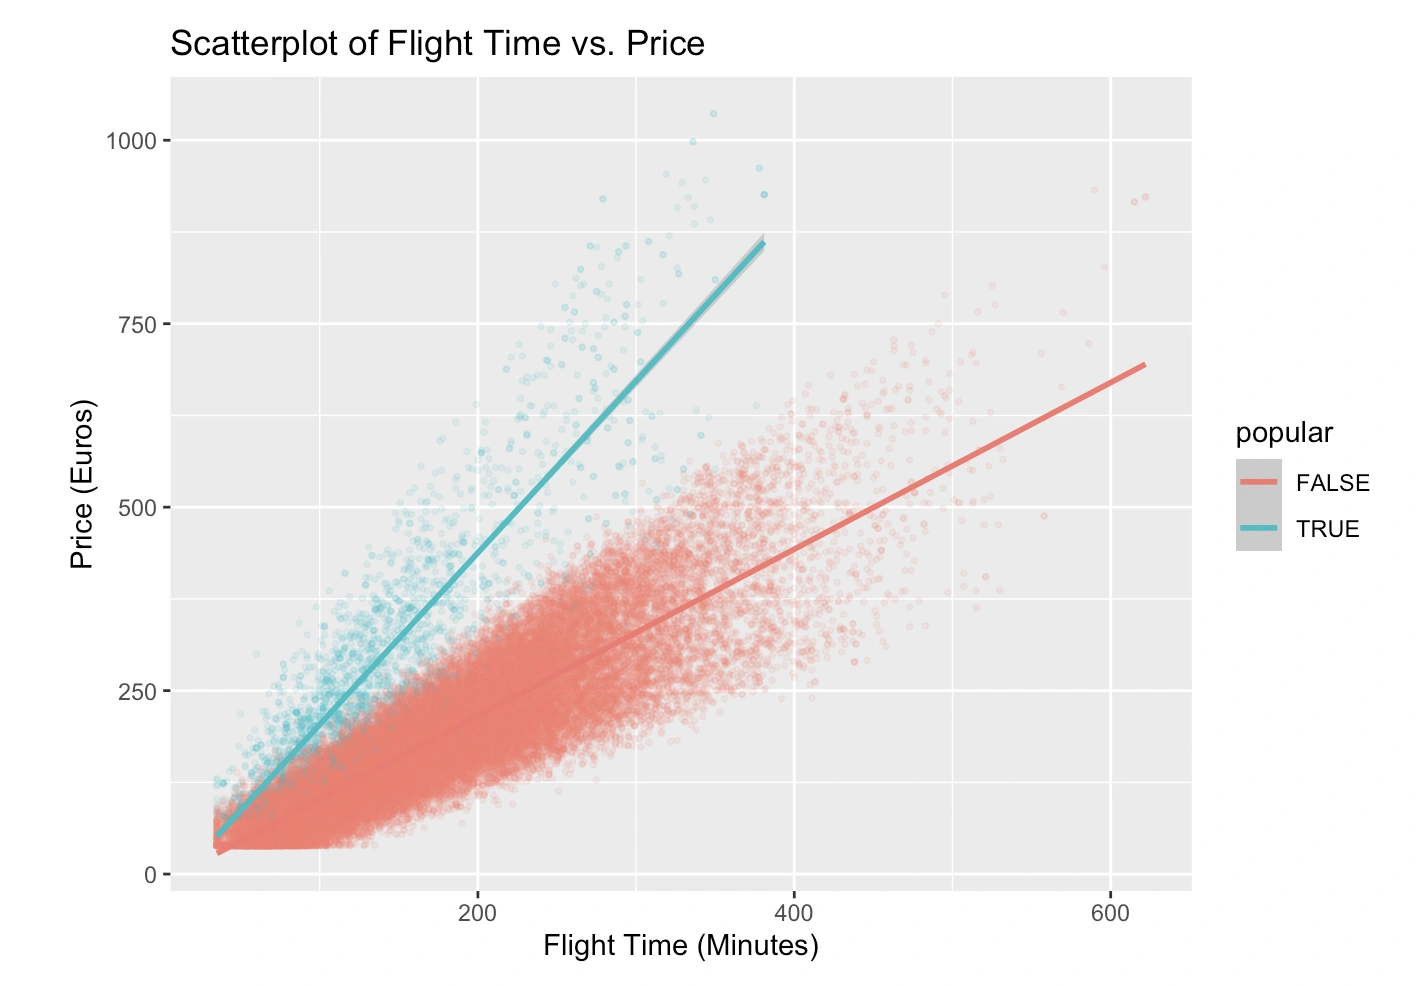 Scatterplot of Flight Time vs. Price
1000
750
500
250
0
Price (Euros)
200
400
600
Flight Time (Minutes)
popular
FALSE
TRUE